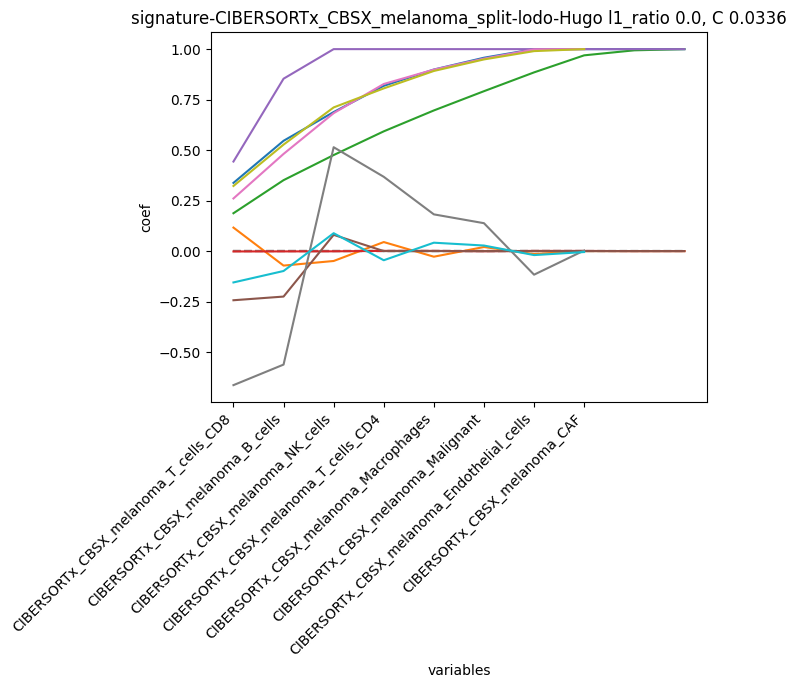 signature-CIBERSORTx_CBSX_melanoma_split-lodo-Hugo l1_ratio 0.0, C 0.0336
1.00
0.75
0.50
0.25
0.00
−0.25
−0.50
coef
CIBERSORTx_CBSX_melanoma_T_cells_CD8
CIBERSORTx_CBSX_melanoma_B_cells
CIBERSORTx_CBSX_melanoma_NK_cells
CIBERSORTx_CBSX_melanoma_T_cells_CD4
CIBERSORTx_CBSX_melanoma_Macrophages
CIBERSORTx_CBSX_melanoma_Malignant
CIBERSORTx_CBSX_melanoma_Endothelial_cells
CIBERSORTx_CBSX_melanoma_CAF
variables